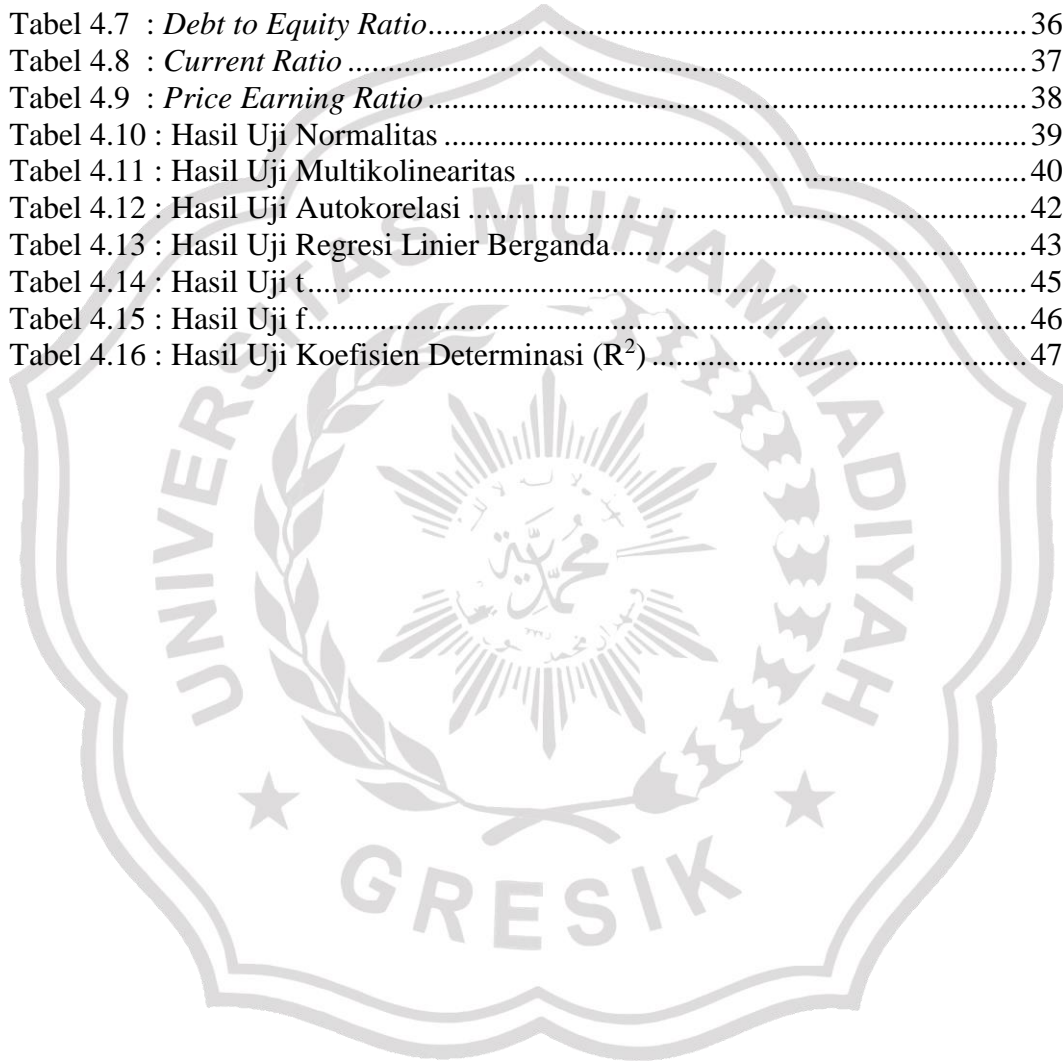 Tabel 4.7 : Debt to Equity Ratio........................................................................... 36
Tabel 4.8 : Current Ratio ..................................................................................... 37
Tabel 4.9 : Price Earning Ratio ........................................................................... 38
Tabel 4.10 : Hasil Uji Normalitas ........................................................................ 39
Tabel 4.11 : Hasil Uji Multikolinearitas .............................................................. 40
Tabel 4.12 : Hasil Uji Autokorelasi ..................................................................... 42
Tabel 4.13 : Hasil Uji Regresi Linier Berganda................................................... 43
Tabel 4.14 : Hasil Uji t......................................................................................... 45
Tabel 4.15 : Hasil Uji f......................................................................................... 46
Tabel 4.16 : Hasil Uji Koefisien Determinasi (R²) .............................................. 47
UNIVERSITAS MUHAMMADIYAH
محمد
GRESIK